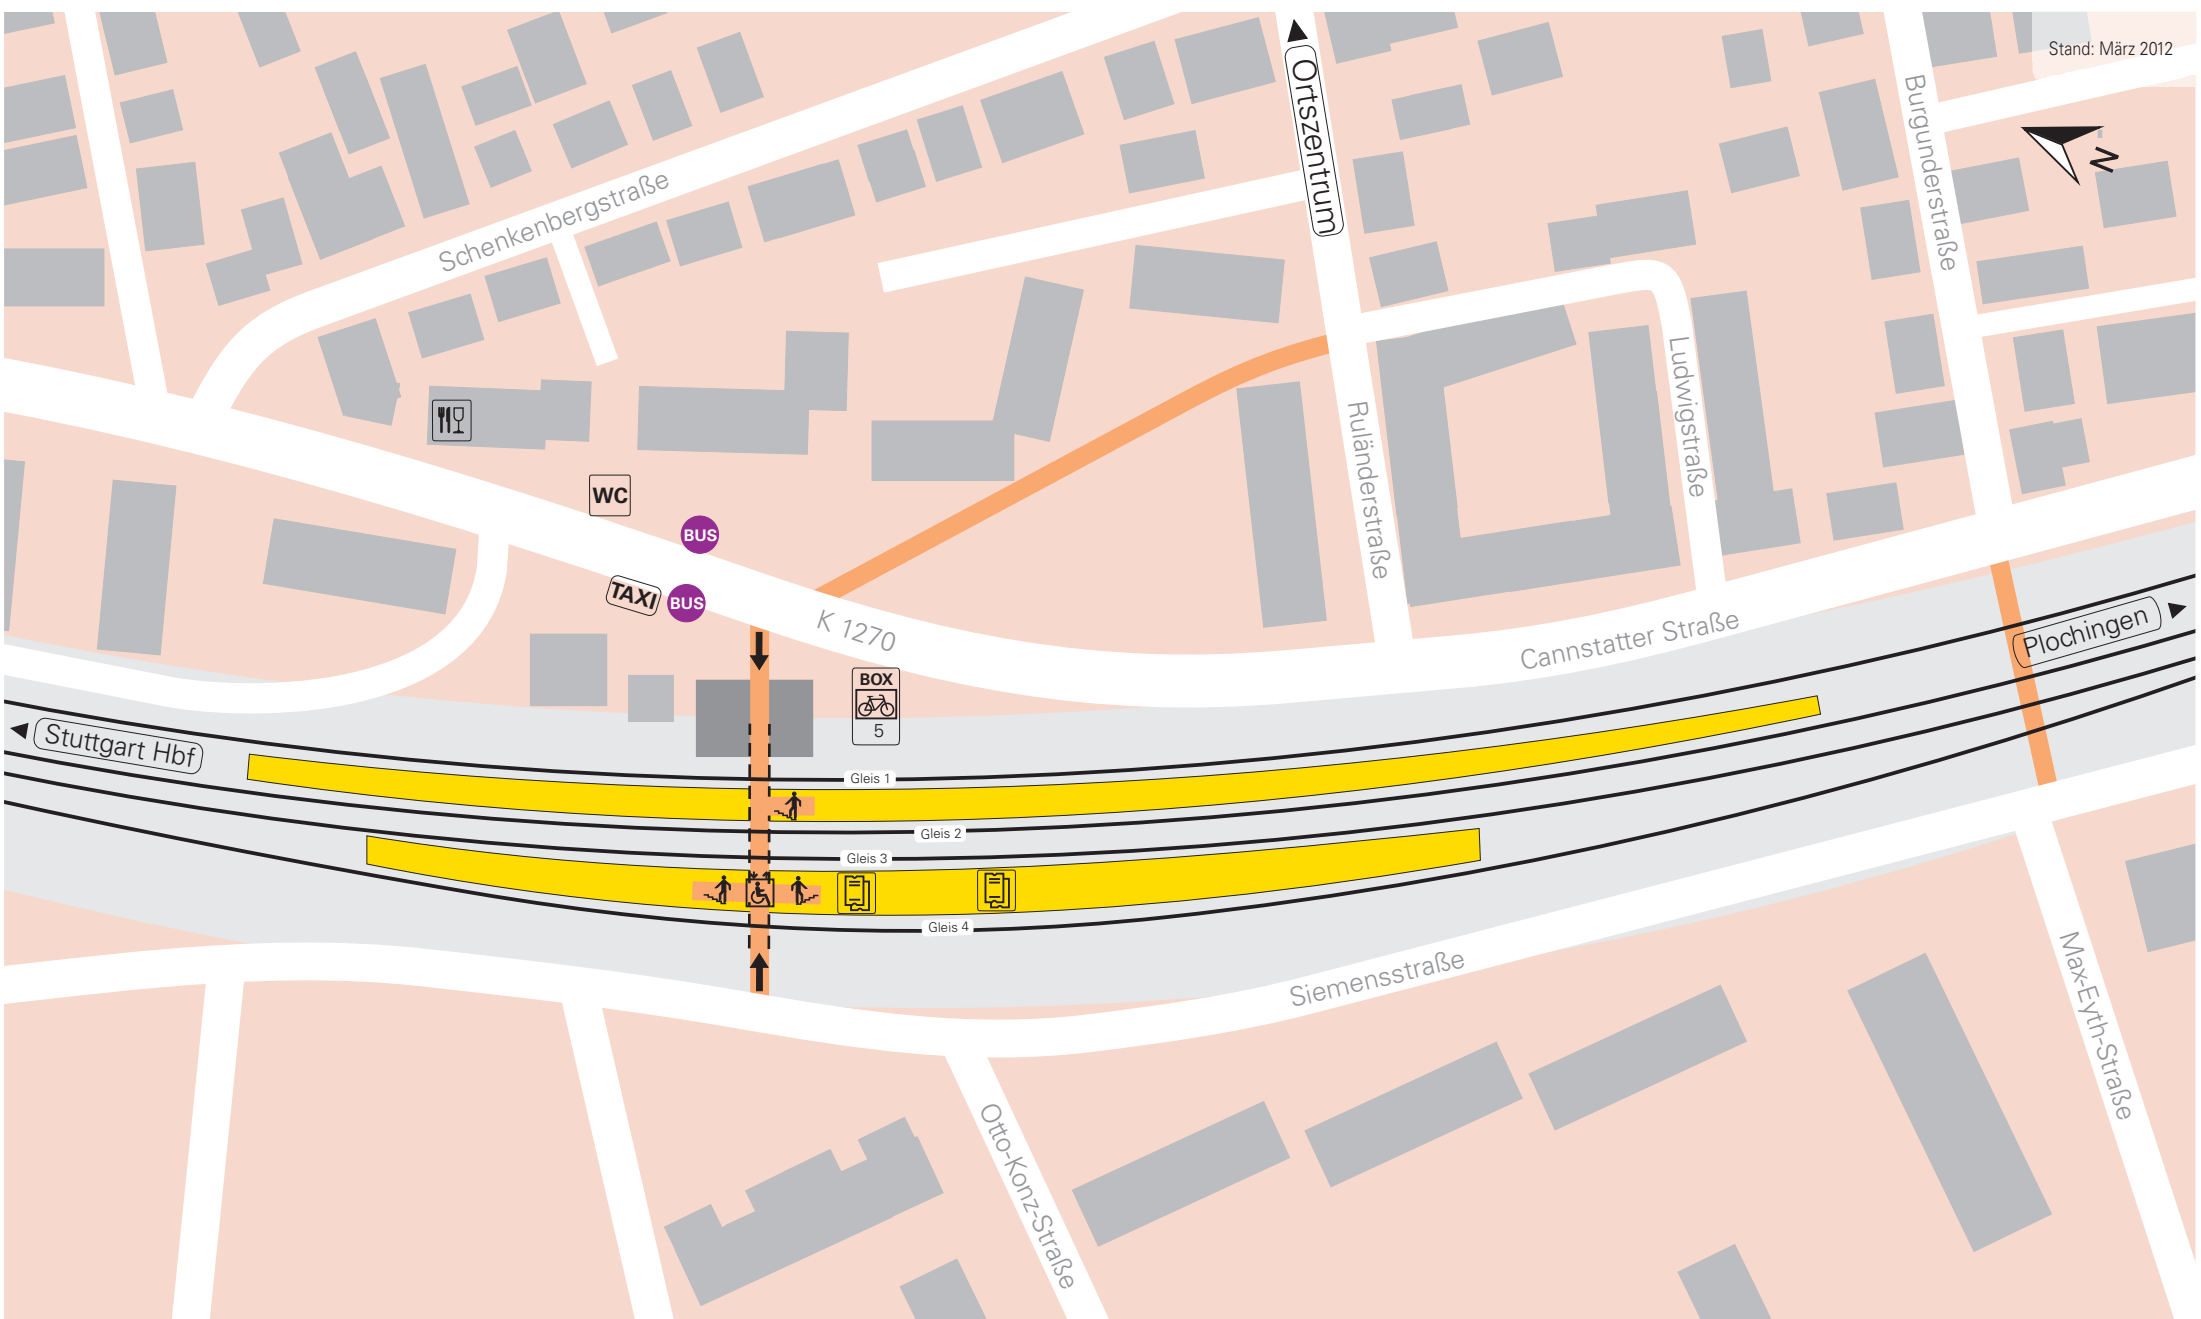 Stand: März 2012
N
Ortszentrum
Burgunderstraße
Schenkenbergstraße
Ludwigstraße
Ruländerstraße
WC
BUS
TAXI
BUS
K 1270
Cannstatter Straße
Plochingen
BOX
5
Stuttgart Hbf
Gleis 1
Gleis 2
Gleis 3
Gleis 4
Siemensstraße
Max-Eyth-Straße
Otto-Konz-Straße